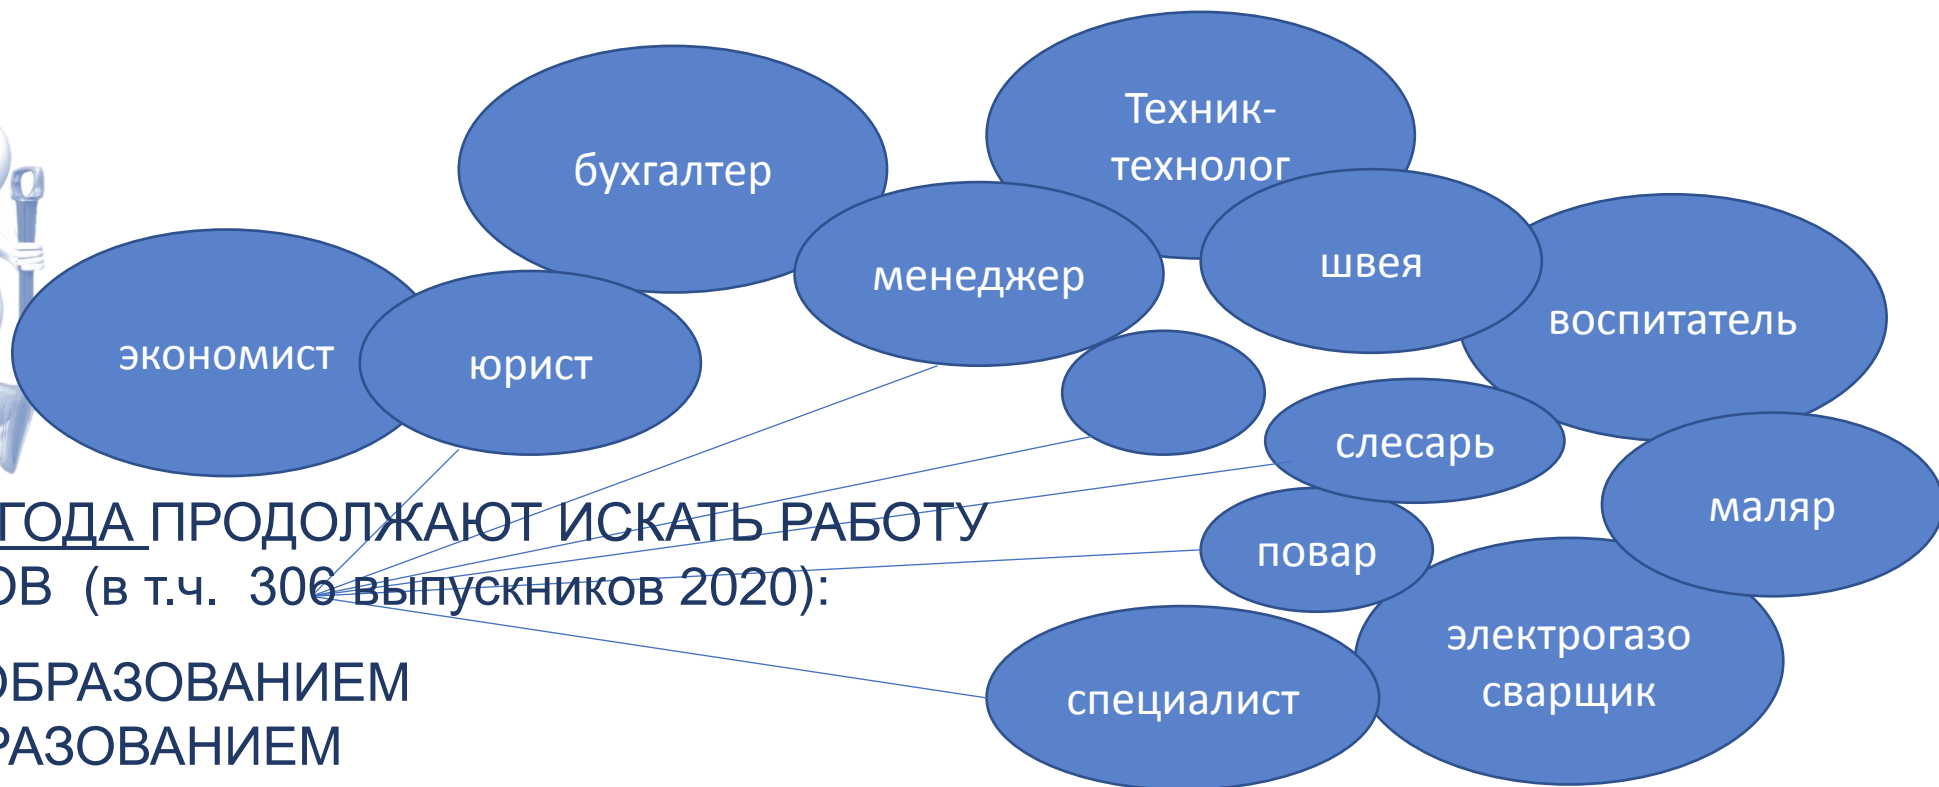 Техник-
технолог
бухгалтер
менеджер
швея
воспитатель
экономист
юрист
слесарь
маляр
ГОДА ПРОДОЛЖАЮТ ИСКАТЬ РАБОТУ
повар
ОВ (в т.ч. 306 выпускников 2020):
электрогазо
сварщик
ОБРАЗОВАНИЕМ
специалист
РАЗОВАНИЕМ